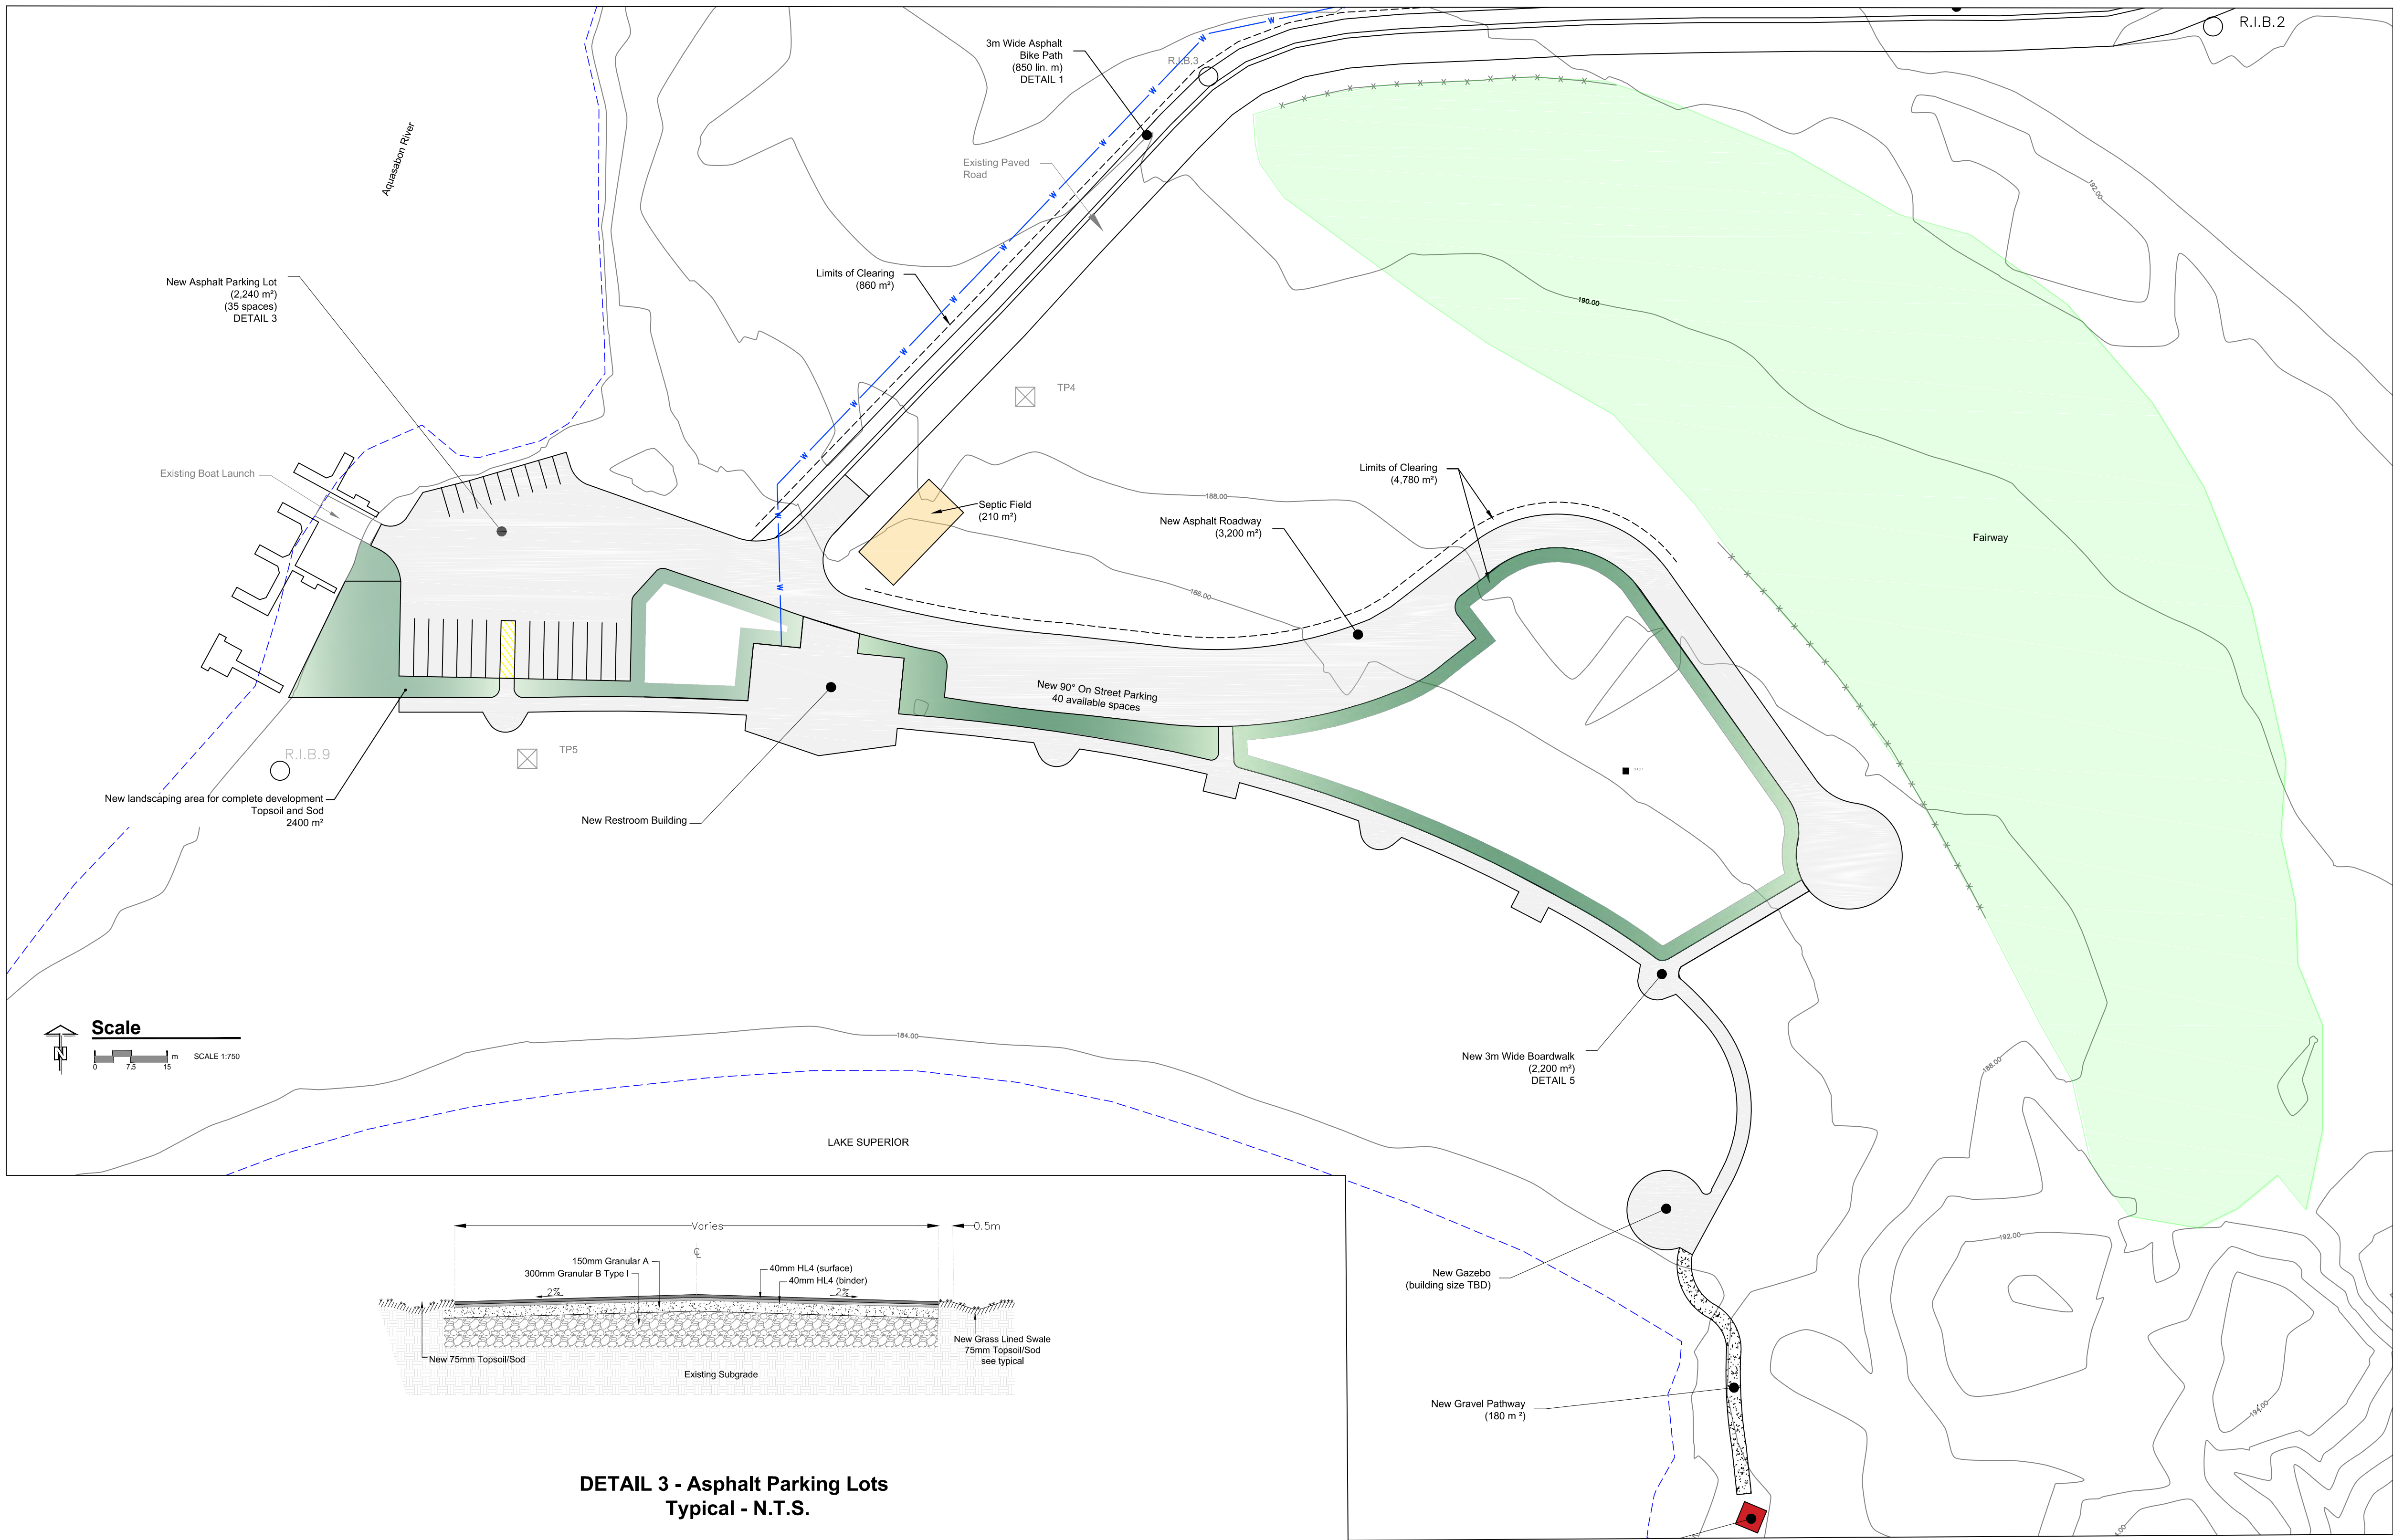 R.I.B.2
3m Wide Asphalt
Bike Path
(850 lin. m)
DETAIL 1
R.I.B.3
W
W
W
W
W
W
W
W
W
W
W
W
W
Aquasabon River
Existing Paved
Road
192.00
New Asphalt Parking Lot
(2,240 m²)
(35 spaces)
DETAIL 3
Limits of Clearing
(860 m²)
190.00
TP4
Existing Boat Launch
Limits of Clearing
(4,780 m²)
188.00
Septic Field
(210 m²)
New Asphalt Roadway
(3,200 m²)
Fairway
186.00
New 90° On Street Parking
40 available spaces
TP5
R.I.B.9
New landscaping area for complete development
Topsoil and Sod
2400 m²
New Restroom Building
Scale
N
0 7.5 15 m SCALE 1:750
184.00
New 3m Wide Boardwalk
(2,200 m²)
DETAIL 5
188.00
LAKE SUPERIOR
Varies
0.5m
192.00
150mm Granular A
300mm Granular B Type I
40mm HL4 (surface)
40mm HL4 (binder)
2%
2%
New Gazebo
(building size TBD)
New 75mm Topsoil/Sod
New Grass Lined Swale
75mm Topsoil/Sod
see typical
Existing Subgrade
New Gravel Pathway
(180 m ²)
194.00
DETAIL 3 - Asphalt Parking Lots
Typical - N.T.S.